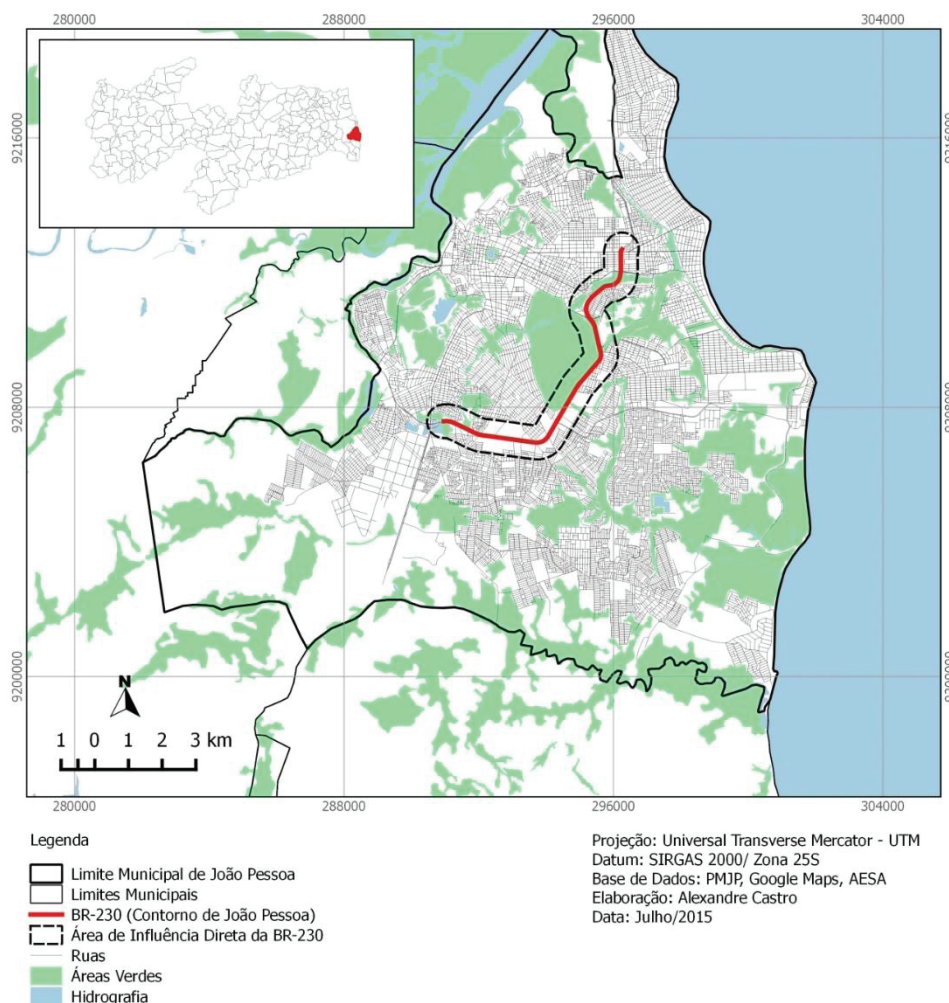 280000
288000
296000
304000
9216000
9216000
9208000
9208000
9200000
9200000
N
1 0 1 2 3 km
280000
288000
296000
304000
Legenda
Limite Municipal de João Pessoa
Limites Municipais
BR-230 (Contorno de João Pessoa)
Área de Influência Direta da BR-230
Ruas
Áreas Verdes
Hidrografia
Projeção: Universal Transverse Mercator - UTM
Datum: SIRGAS 2000/ Zona 25S
Base de Dados: PMJP, Google Maps, AESA
Elaboração: Alexandre Castro
Data: Julho/2015